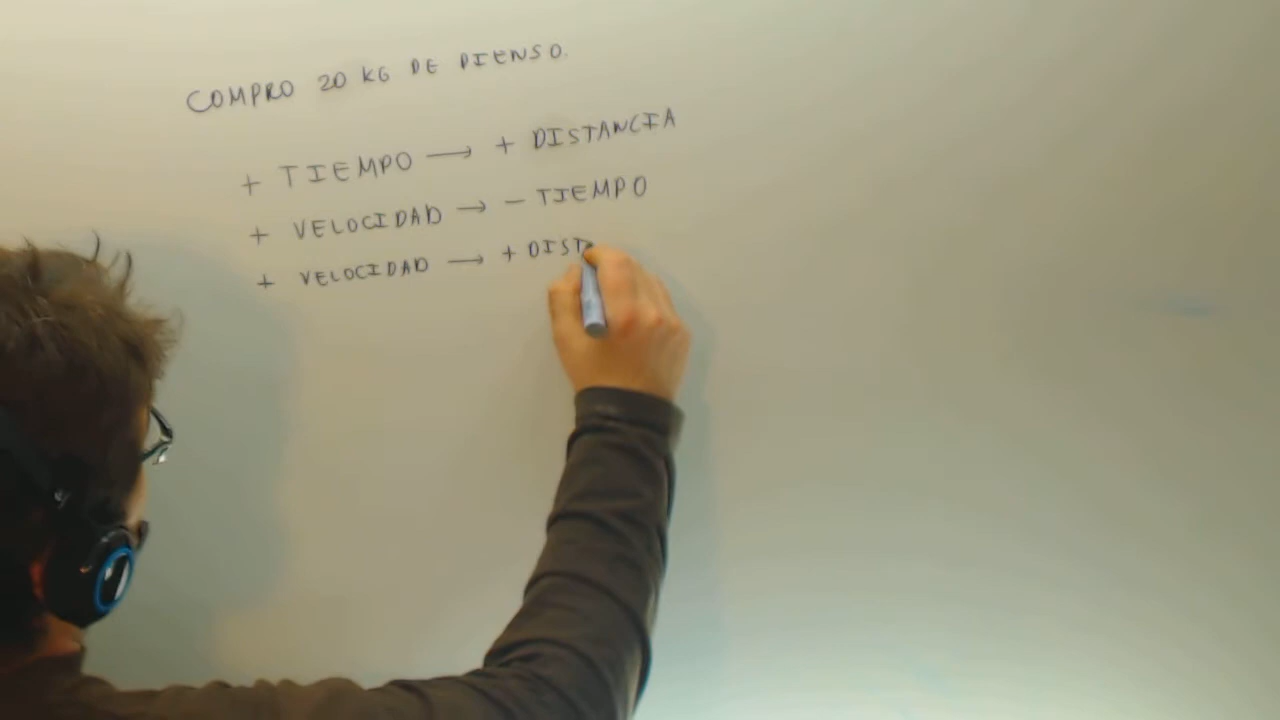 COMPRO 20 KG DE PIENSO.
+ TIEMPO → + DISTANCIA
+ VELOCIDAD → - TIEMPO
+ VELOCIDAD → + DIST